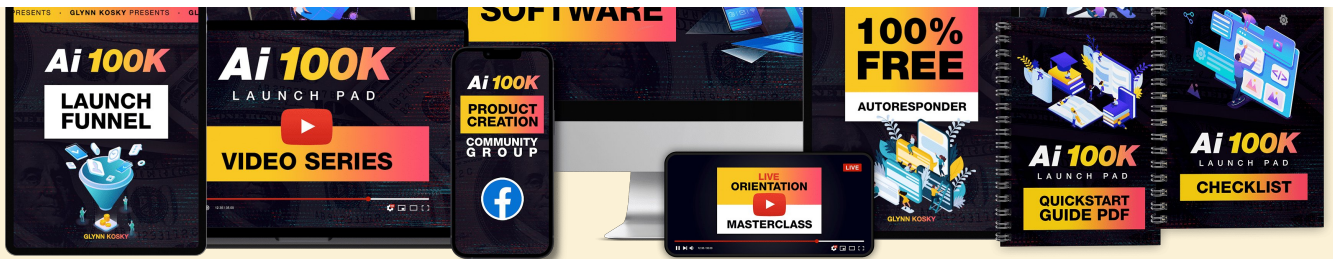 PRESENTS · GLYNN KOSKY PRESENTS · GL
Ai 100K
LAUNCH
FUNNEL
GLYNN KOSKY
Ai 100K
LAUNCH PAD
VIDEO SERIES
Ai 100K
PRODUCT
CREATION
COMMUNITY
GROUP
SOFTWARE
LIVE
LIVE
ORIENTATION
MASTERCLASS
100%
FREE
AUTORESPONDER
GLYNN KOSKY
Ai 100K
LAUNCH PAD
QUICKSTART
GUIDE PDF
Ai 100K
LAUNCH PAD
CHECKLIST